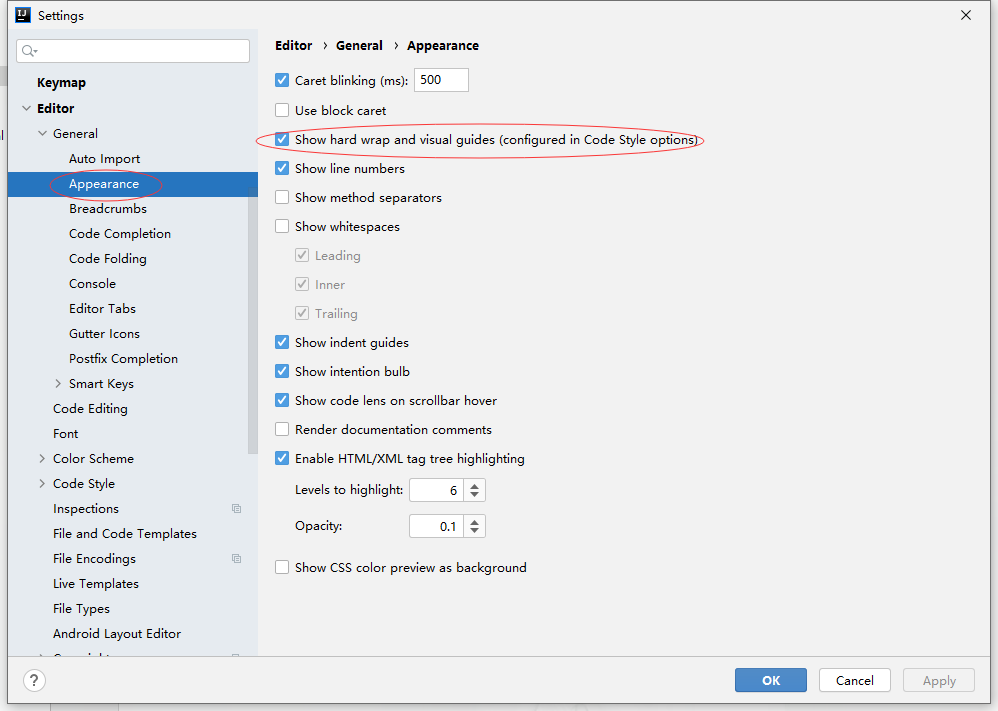 Settings
Keymap
Editor
General
Auto Import
Appearance
Breadcrumbs
Code Completion
Code Folding
Console
Editor Tabs
Gutter Icons
Postfix Completion
Smart Keys
Code Editing
Font
Color Scheme
Code Style
Inspections
File and Code Templates
File Encodings
Live Templates
File Types
Android Layout Editor
Editor › General › Appearance
Caret blinking (ms): 500
Use block caret
Show hard wrap and visual guides (configured in Code Style options)
Show line numbers
Show method separators
Show whitespaces
Leading
Inner
Trailing
Show indent guides
Show intention bulb
Show code lens on scrollbar hover
Render documentation comments
Enable HTML/XML tag tree highlighting
Levels to highlight: 6
Opacity: 0.1
Show CSS color preview as background
?
OK Cancel Apply